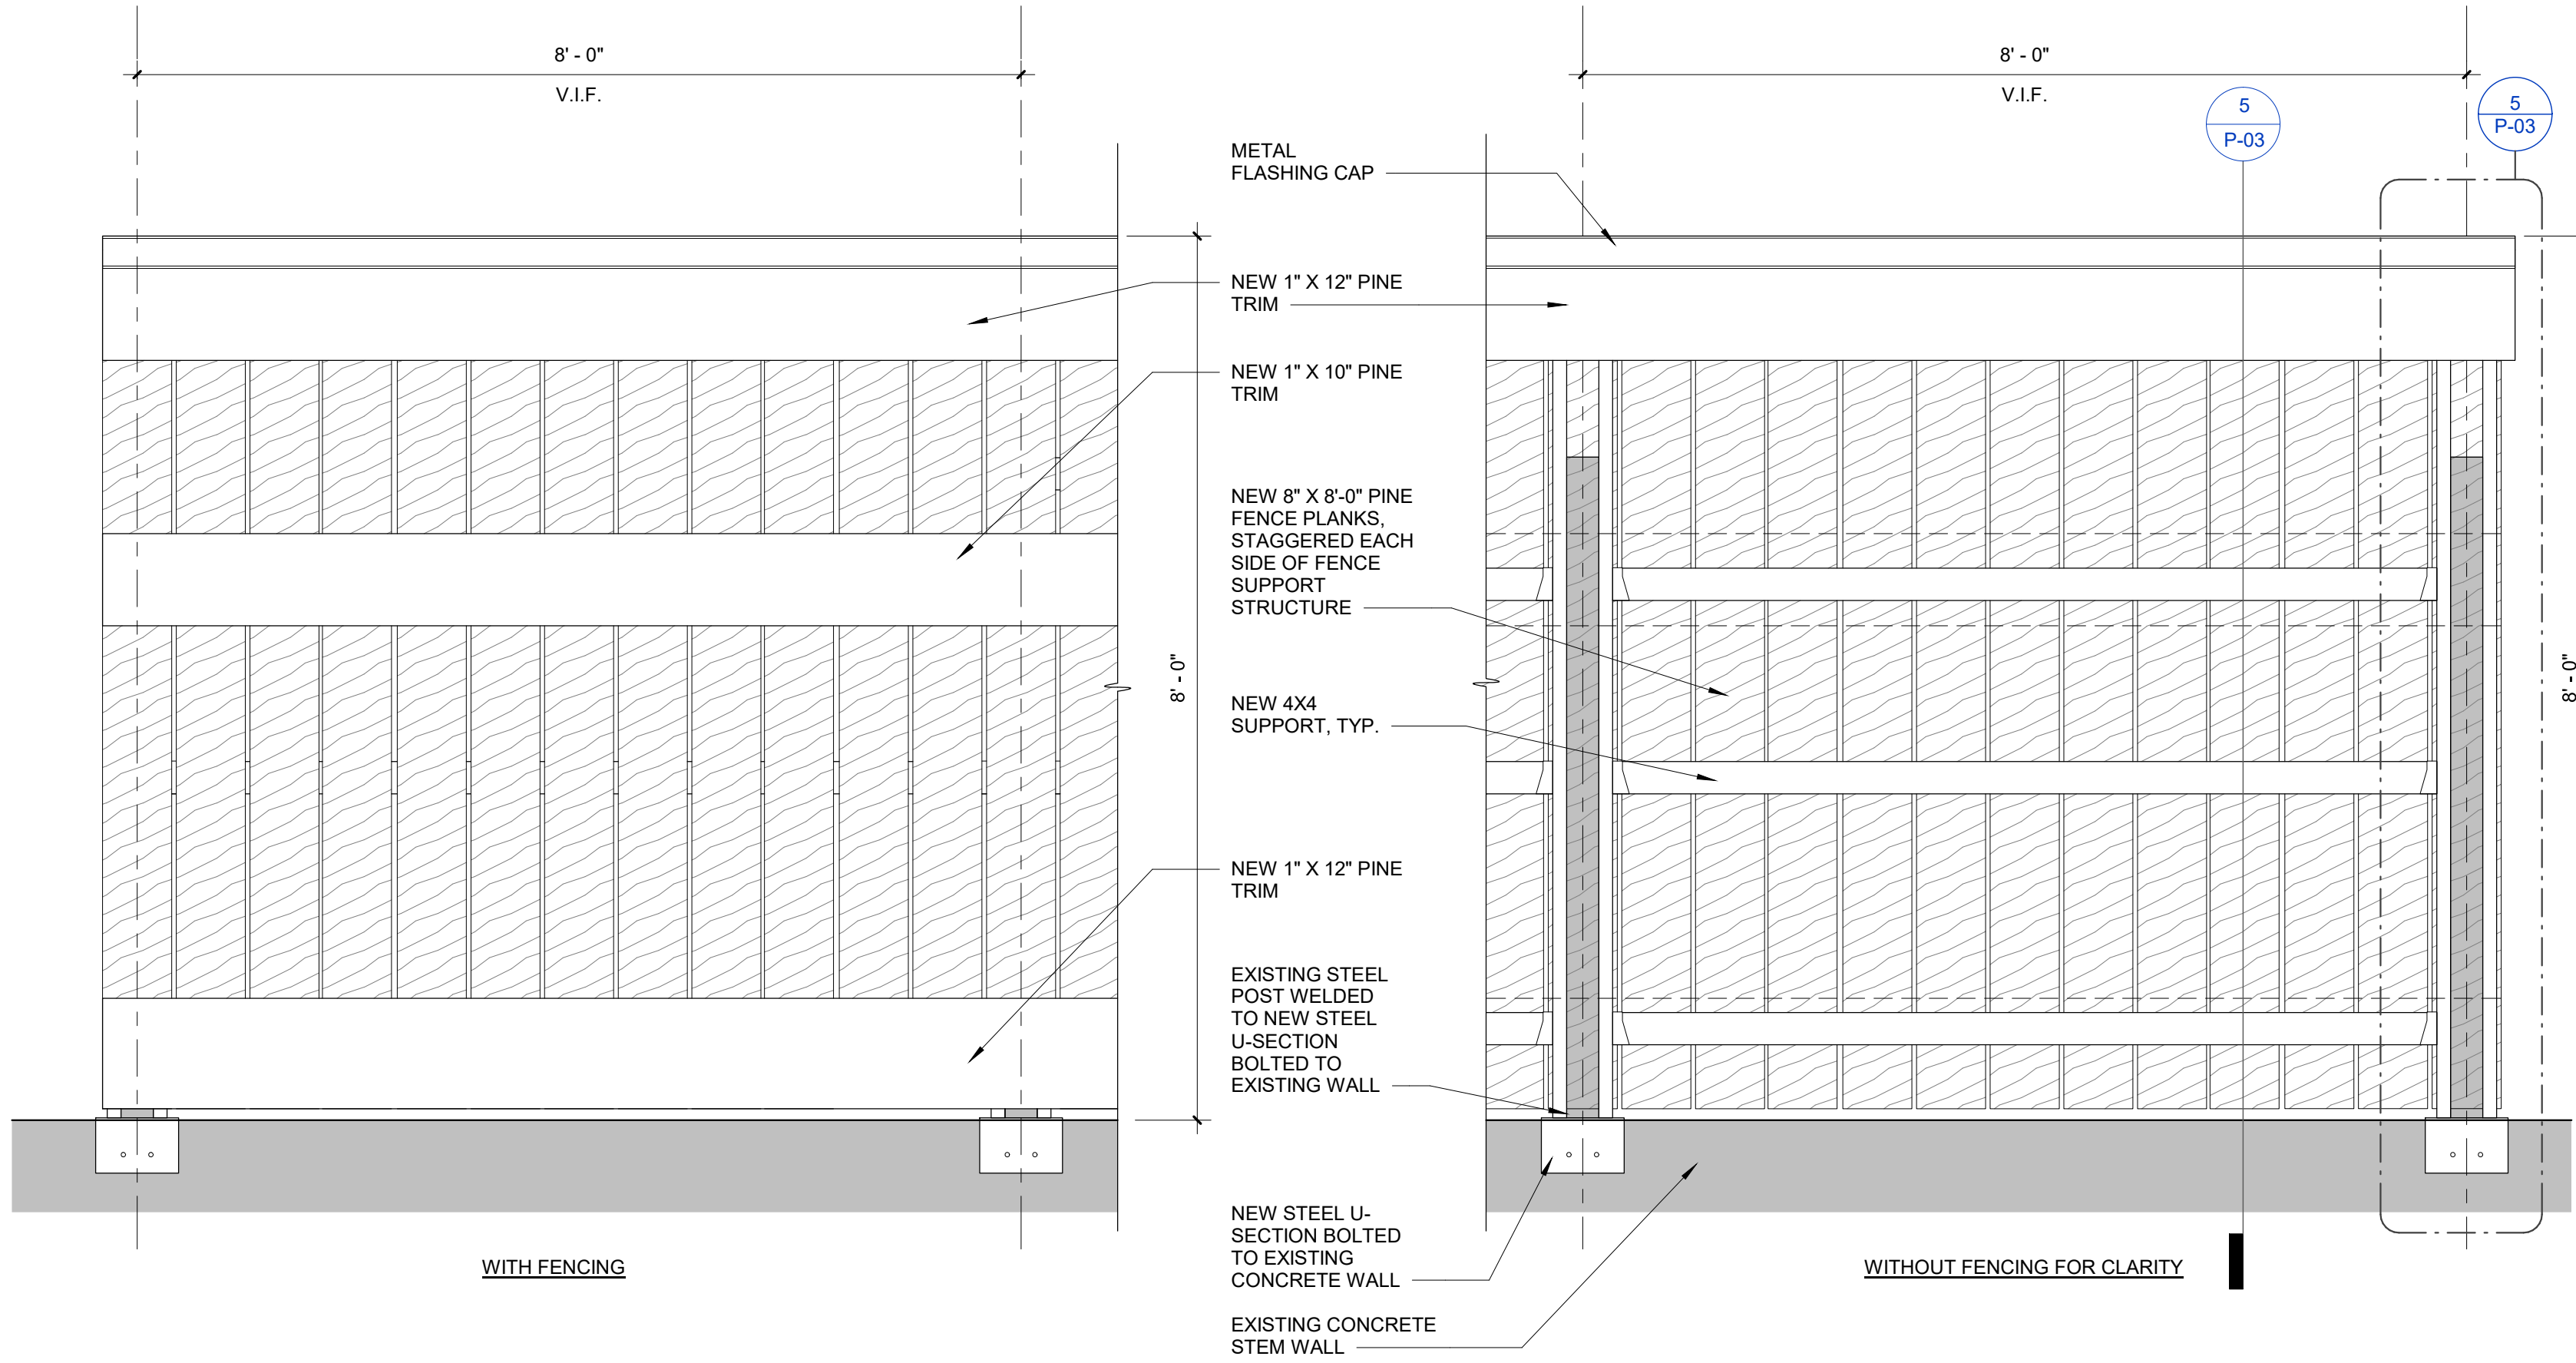 8' - 0"
V.I.F.
8' - 0"
V.I.F.
5
P-03
5
P-03
METAL
FLASHING CAP
NEW 1" X 12" PINE
TRIM
NEW 1" X 10" PINE
TRIM
NEW 8" X 8'-0" PINE
FENCE PLANKS,
STAGGERED EACH
SIDE OF FENCE
SUPPORT
STRUCTURE
8' - 0"
8' - 0"
NEW 4X4
SUPPORT, TYP.
NEW 1" X 12" PINE
TRIM
EXISTING STEEL
POST WELDED
TO NEW STEEL
U-SECTION
BOLTED TO
EXISTING WALL
NEW STEEL U-
SECTION BOLTED
TO EXISTING
CONCRETE WALL
EXISTING CONCRETE
STEM WALL
WITH FENCING
WITHOUT FENCING FOR CLARITY